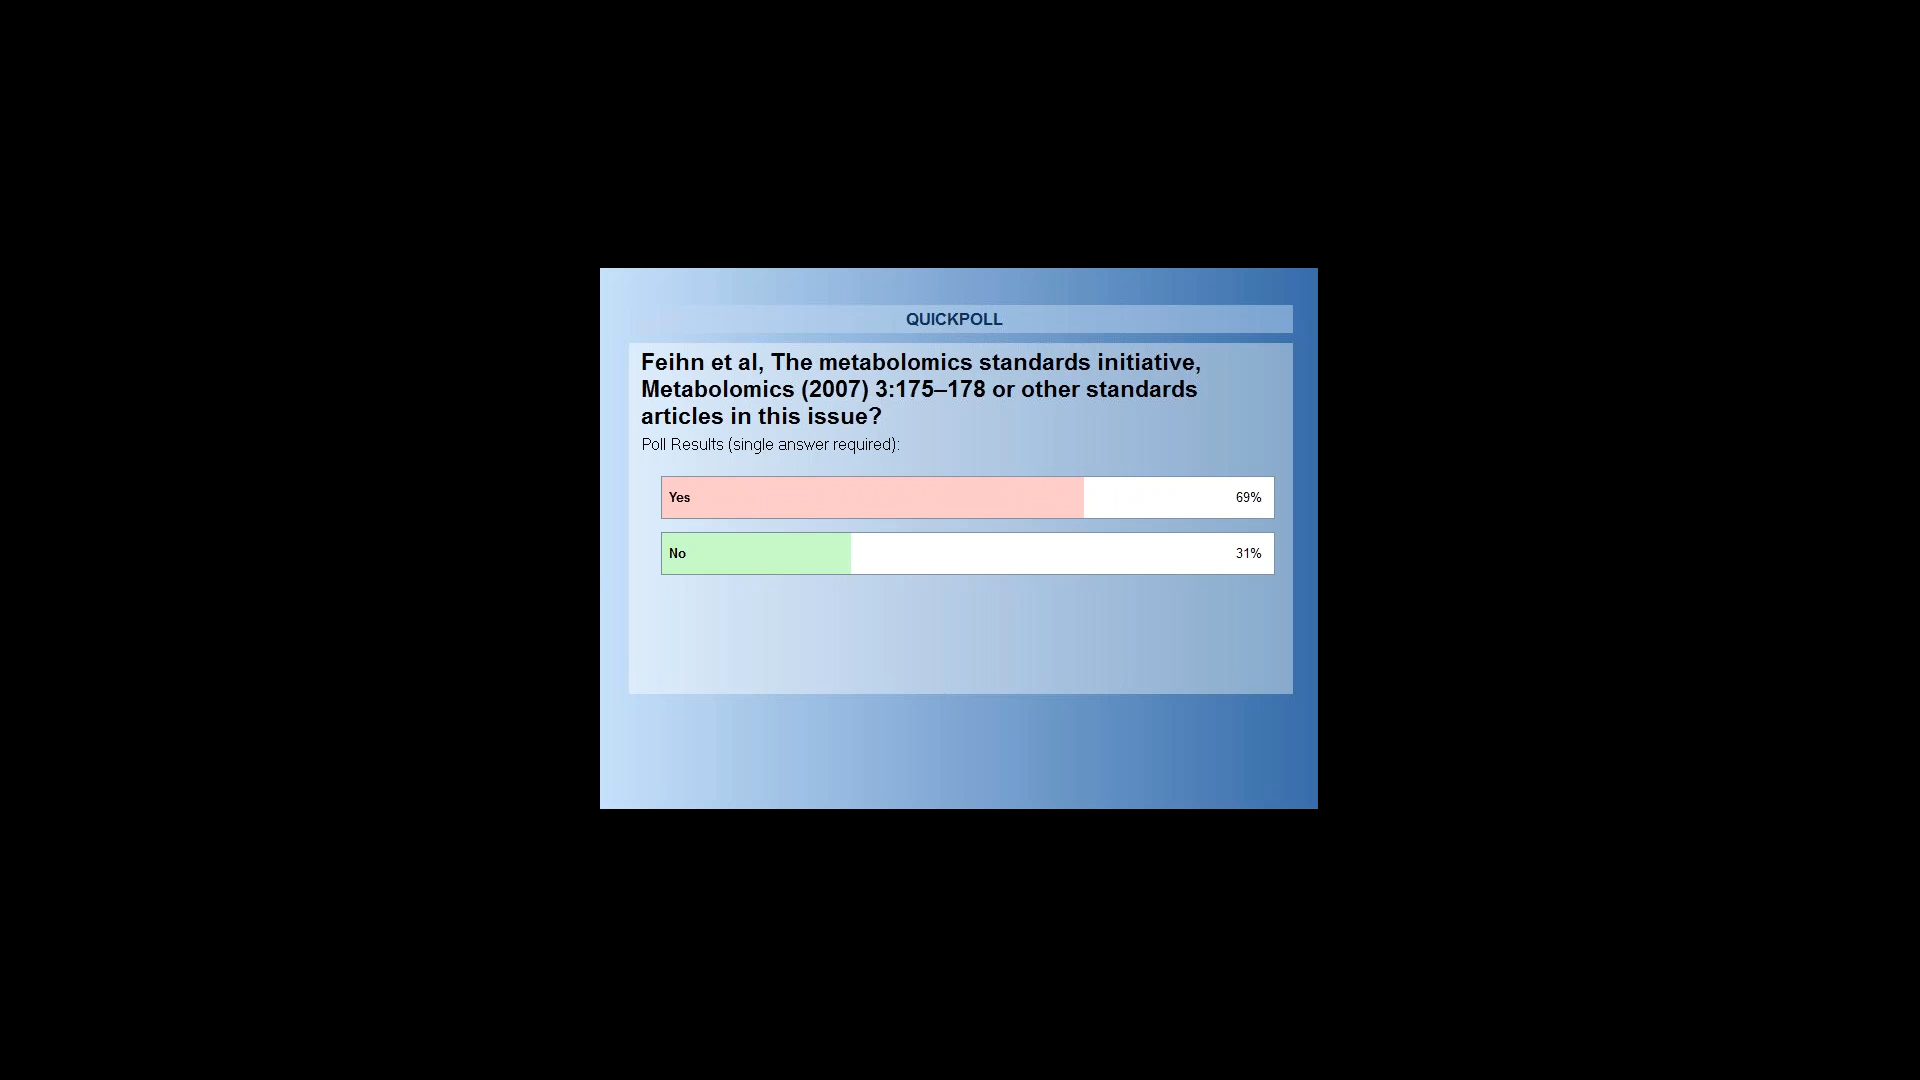 QUICKPOLL
Feihn et al, The metabolomics standards initiative,
Metabolomics (2007) 3:175–178 or other standards
articles in this issue?
Poll Results (single answer required):
Yes 69%
No 31%